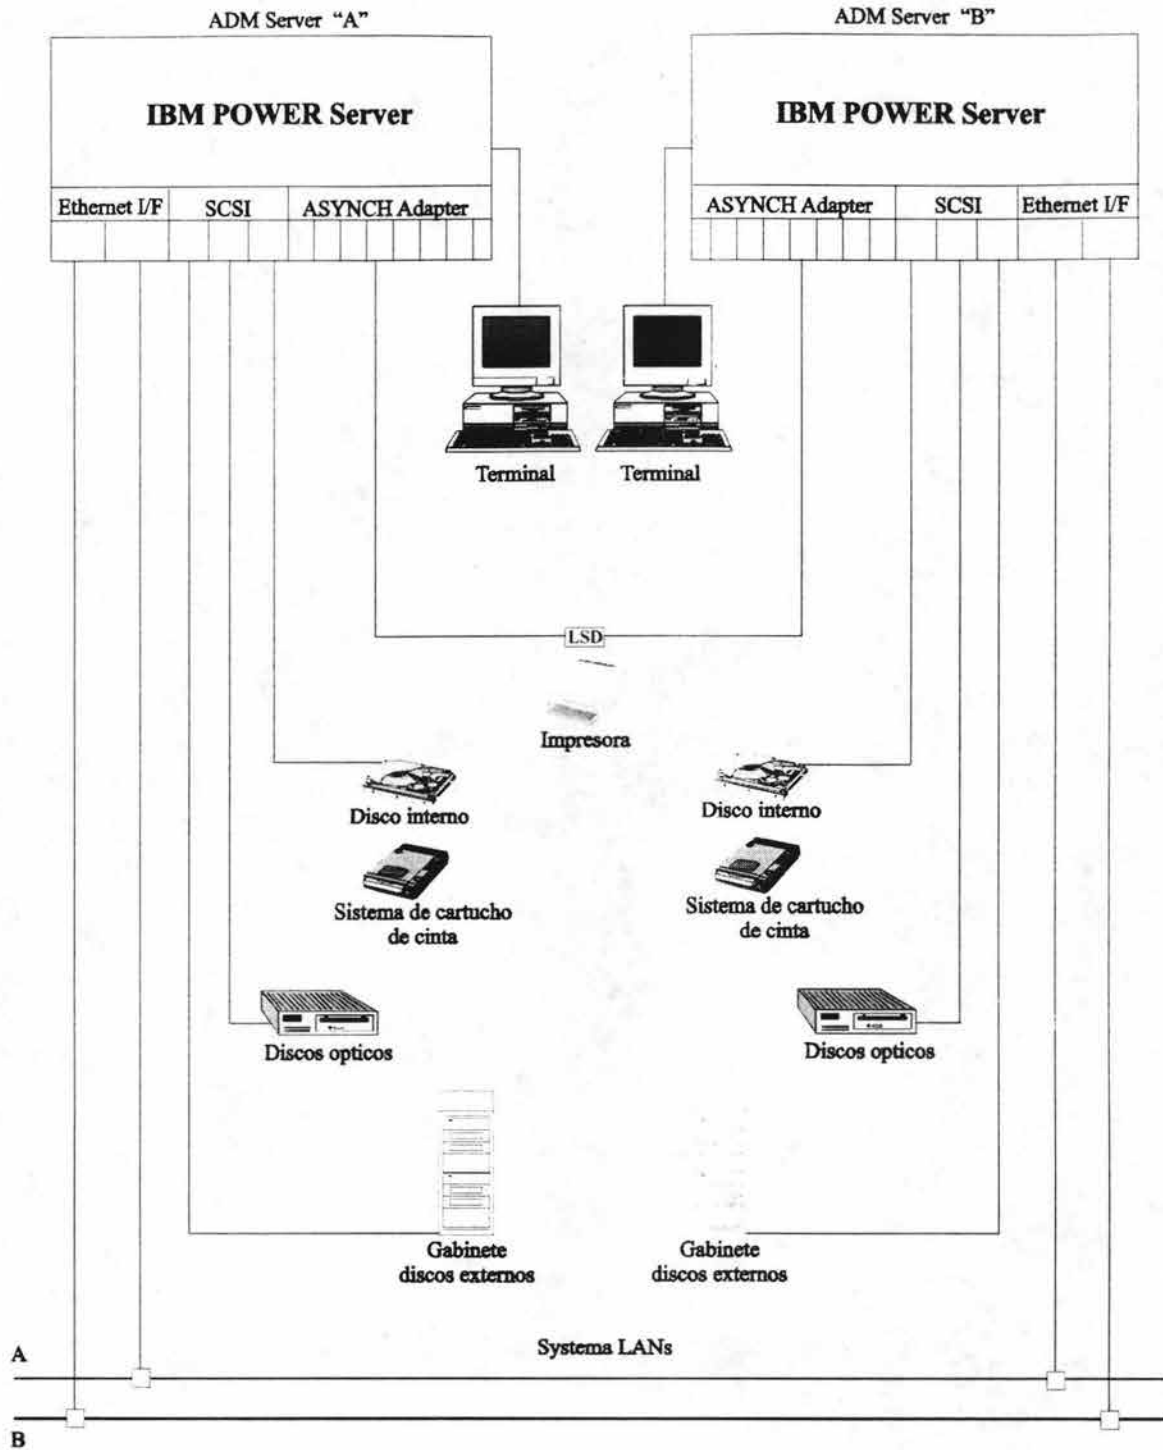 ADM Server "A"
ADM Server "B"
IBM POWER Server
IBM POWER Server
Ethernet I/F
SCSI
ASYNCH Adapter
ASYNCH Adapter
SCSI
Ethernet I/F
Terminal
Terminal
LSD
Impresora
Disco interno
Disco interno
Sistema de cartucho
de cinta
Sistema de cartucho
de cinta
Discos opticos
Discos opticos
Gabinete
discos externos
Gabinete
discos externos
Systema LANs
A
B